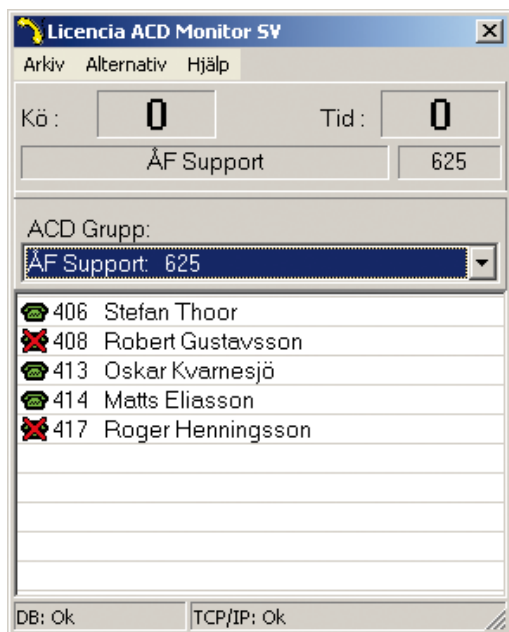 Licencia ACD Monitor SV
Arkiv Alternativ Hjälp
Kö : 0 Tid : 0
ÅF Support 625
ACD Grupp:
ÅF Support: 625
406 Stefan Thoor
408 Robert Gustavsson
413 Oskar Kvarnesjö
414 Matts Eliasson
417 Roger Henningsson
DB: Ok TCP/IP: Ok